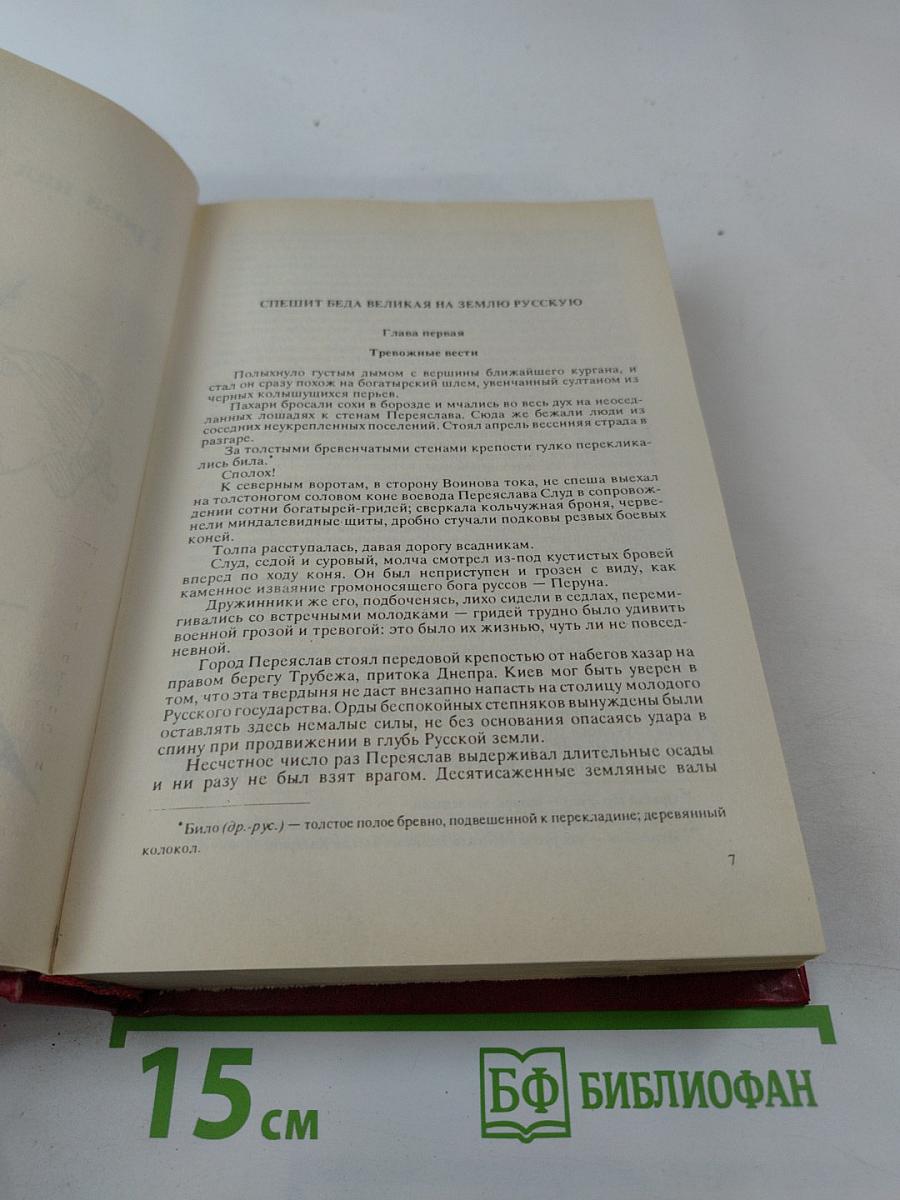 СПЕШИТ БЕДА ВЕЛИКАЯ НА ЗЕМЛЮ РУССКУЮ
Глава первая
Тревожные вести
Полыхнуло густым дымом с вершины ближайшего кургана, и
стал он сразу похож на богатырский шлем, увенчанный султаном из
черных колышущихся перьев.
Пахари бросали сохи в борозде и мчались во весь дух на неосед-
ланных лошадях к стенам Переяслава. Сюда же бежали люди из
соседних неукрепленных поселений. Стоял апрель весенняя страда в
разгаре.
За толстыми бревенчатыми стенами крепости гулко переклика-
лись била.*
Сполох!
К северным воротам, в сторону Воинова тока, не спеша выехал
на толстоногом соловом коне воевода Переяслава Слуд в сопровож-
дении сотни богатырей-гридей; сверкала кольчужная броня, черве-
нели миндалевидные щиты, дробно стучали подковы резвых боевых
коней.
Толпа расступалась, давая дорогу всадникам.
Слуд, седой и суровый, молча смотрел из-под кустистых бровей
вперед по ходу коня. Он был неприступен и грозен с виду, как
каменное изваяние громоносящего бога руссов — Перуна.
Дружинники же его, подбоченясь, лихо сидели в седлах, переми-
гивались со встречными молодками — гридей трудно было удивить
военной грозой и тревогой: это было их жизнью, чуть ли не повсед-
невной.
Город Переяслав стоял передовой крепостью от набегов хазар на
правом берегу Трубежа, притока Днепра. Киев мог быть уверен в
том, что эта твердыня не даст внезапно напасть на столицу молодого
Русского государства. Орды беспокойных степняков вынуждены были
оставлять здесь немалые силы, не без основания опасаясь удара в
спину при продвижении в глубь Русской земли.
Несчетное число раз Переяслав выдерживал длительные осады
и ни разу не был взят врагом. Десятисаженные земляные валы
*Било (др.-рус.) — толстое полое бревно, подвешенной к перекладине; деревянный
колокол.
7
15 см
БФ БИБЛИОФАН